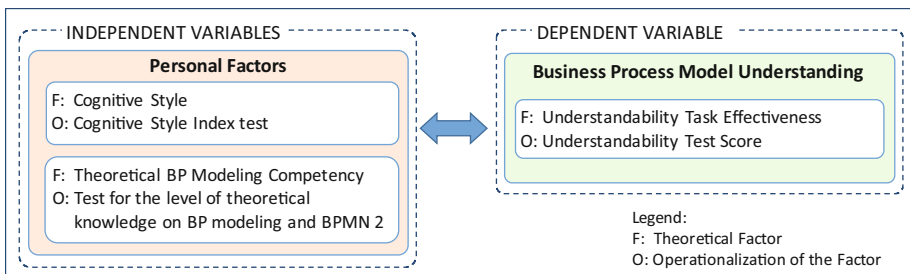 INDEPENDENT VARIABLES
Personal Factors
F: Cognitive Style
O: Cognitive Style Index test
F: Theoretical BP Modeling Competency
O: Test for the level of theoretical
knowledge on BP modeling and BPMN 2
DEPENDENT VARIABLE
Business Process Model Understanding
F: Understandability Task Effectiveness
O: Understandability Test Score
Legend:
F: Theoretical Factor
O: Operationalization of the Factor